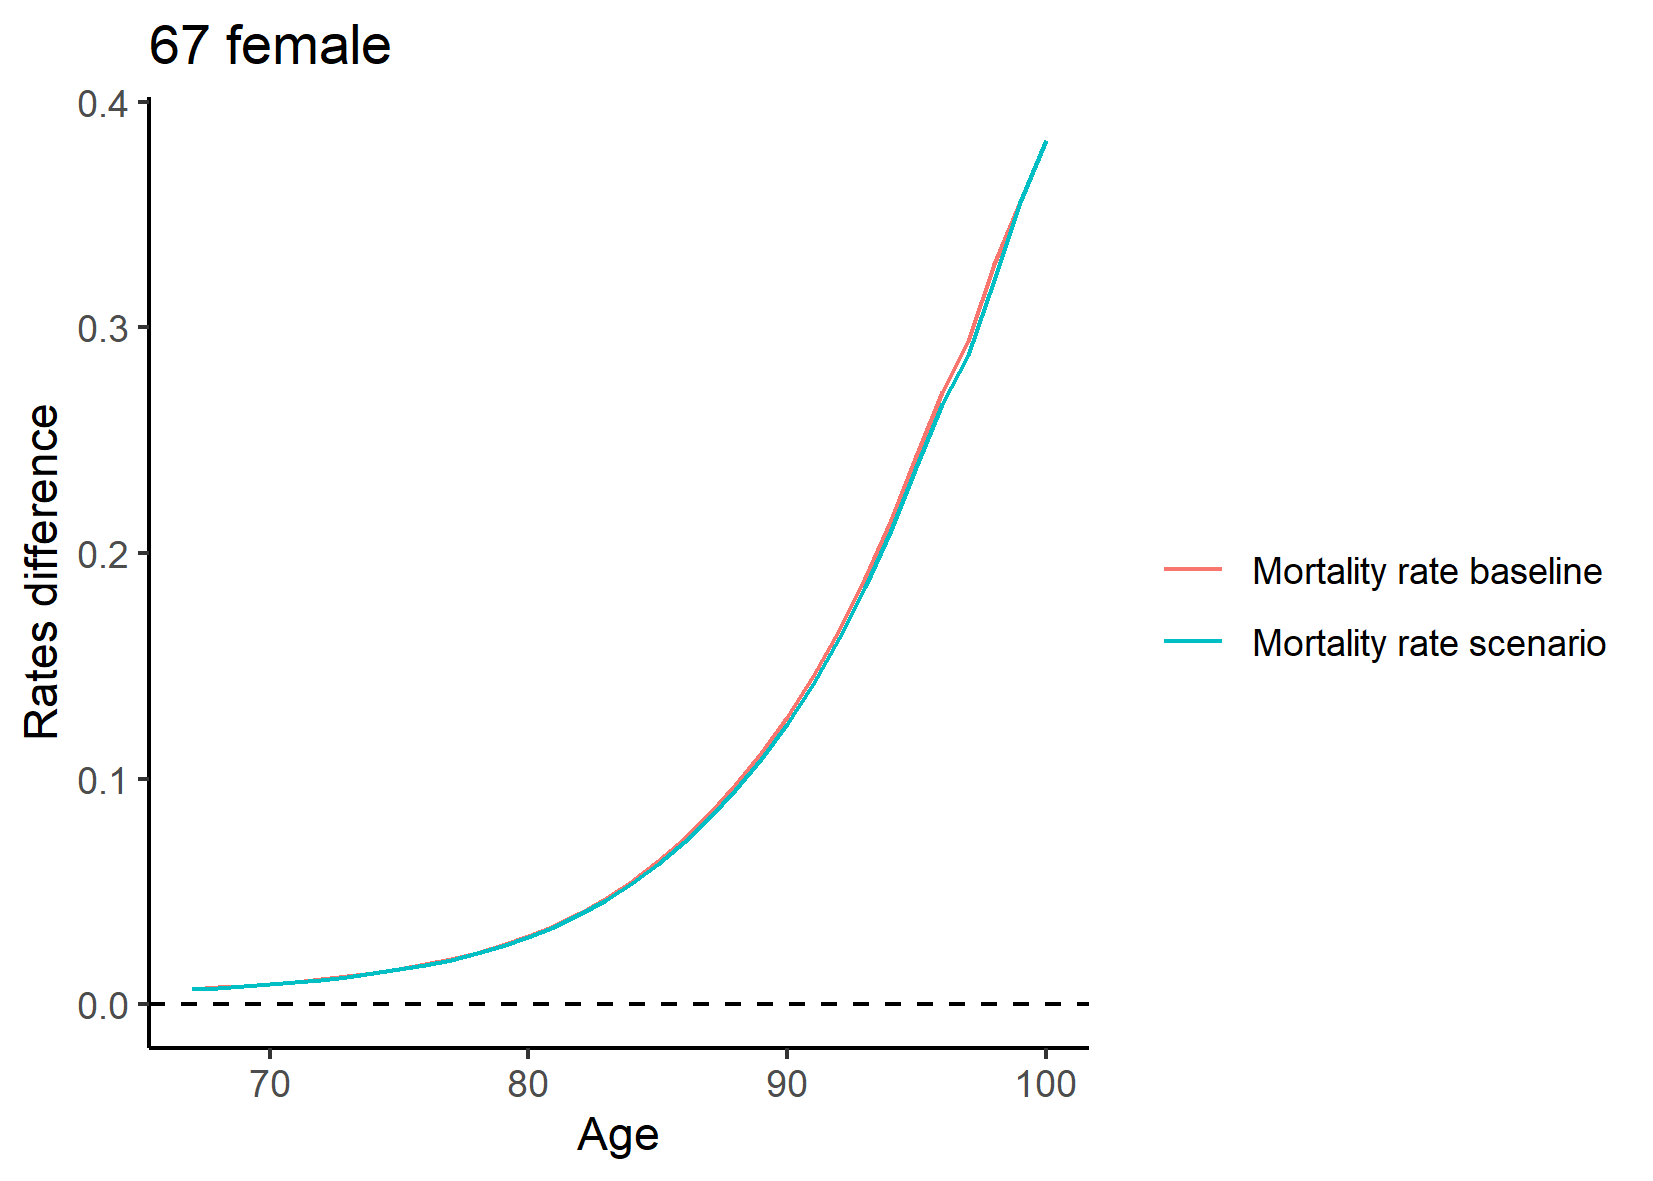 67 female
0.4
0.3
0.2
0.1
0.0
Rates difference
70 80 90 100
Age
Mortality rate baseline
Mortality rate scenario